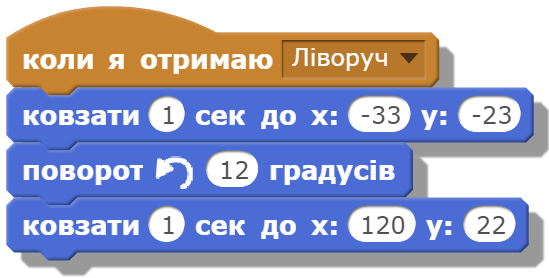 коли я отримаю Ліворуч
ковзати 1 сек до x: -33 y: -23
поворот 12 градусів
ковзати 1 сек до x: 120 y: 22